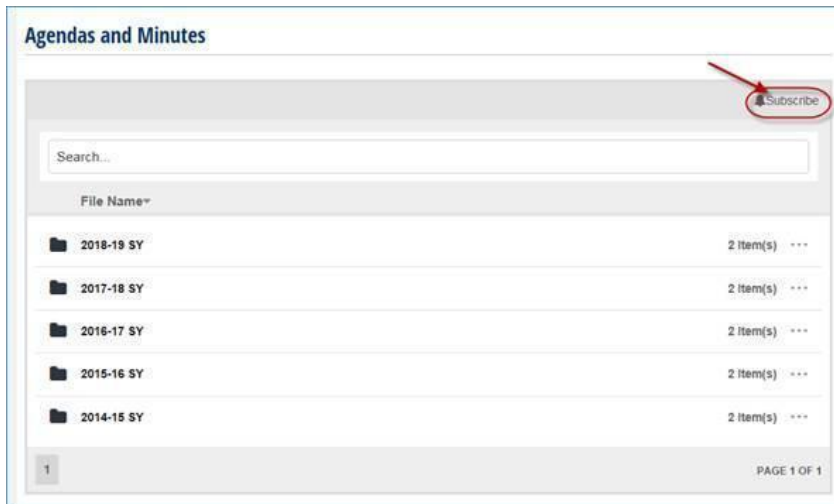 Agendas and Minutes
Subscribe
Search...
File Name
2018-19 SY 2 Item(s) ...
2017-18 SY 2 Item(s) ...
2016-17 SY 2 Item(s) ...
2015-16 SY 2 Item(s) ...
2014-15 SY 2 Item(s) ...
1 PAGE 1 OF 1